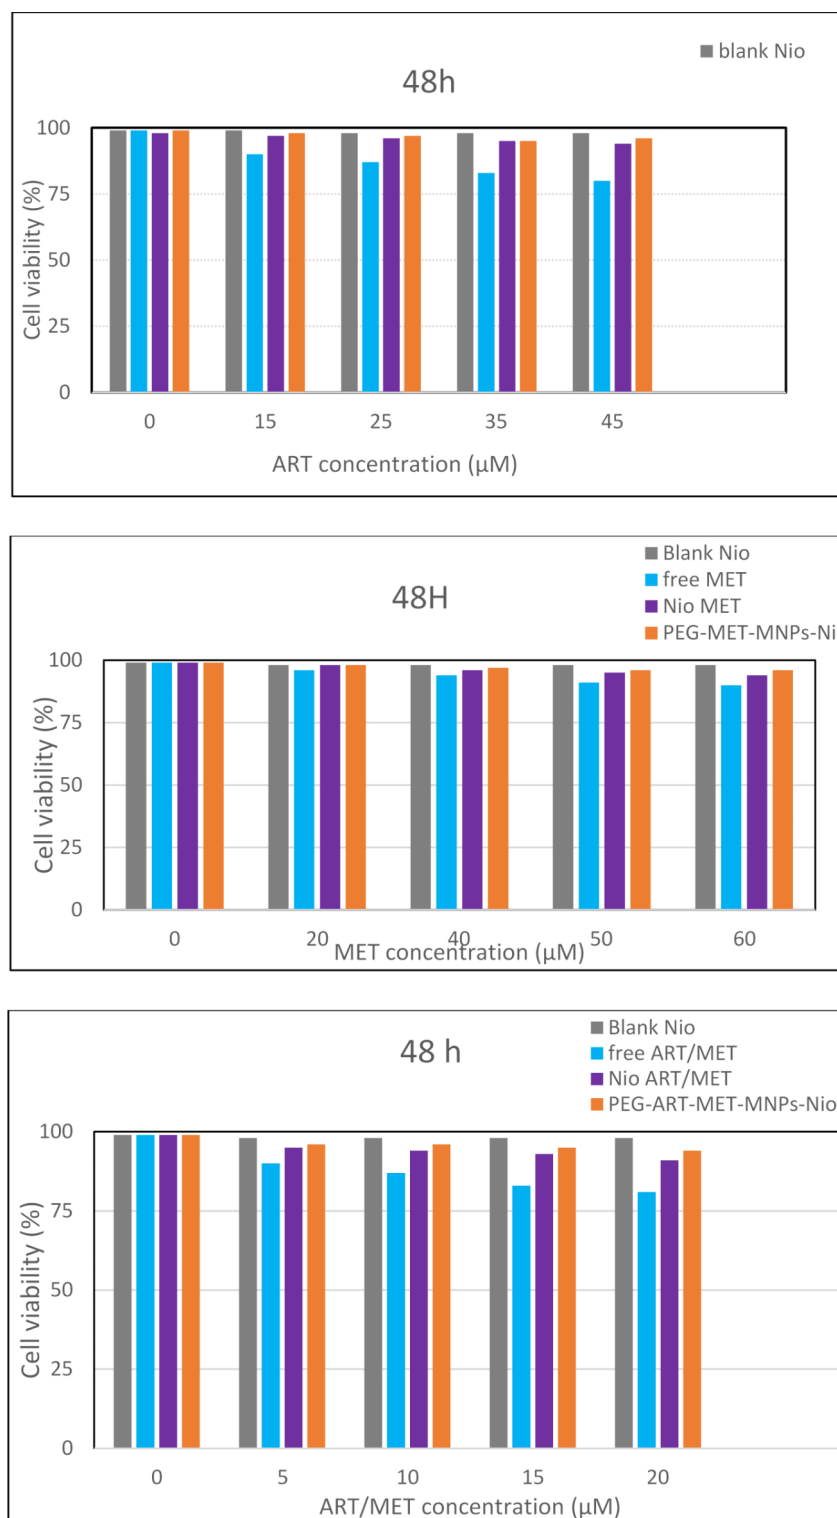 blank Nio
48h
100
75
50
25
0
Cell viability (%)
0 15 25 35 45
ART concentration (µM)
Blank Nio
free MET
Nio MET
PEG-MET-MNPs-Ni
48H
100
75
50
25
0
Cell viability (%)
0 20 40 50 60
MET concentration (µM)
Blank Nio
free ART/MET
Nio ART/MET
PEG-ART-MET-MNPs-Nio
48 h
100
75
50
25
0
Cell viability (%)
0 5 10 15 20
ART/MET concentration (µM)